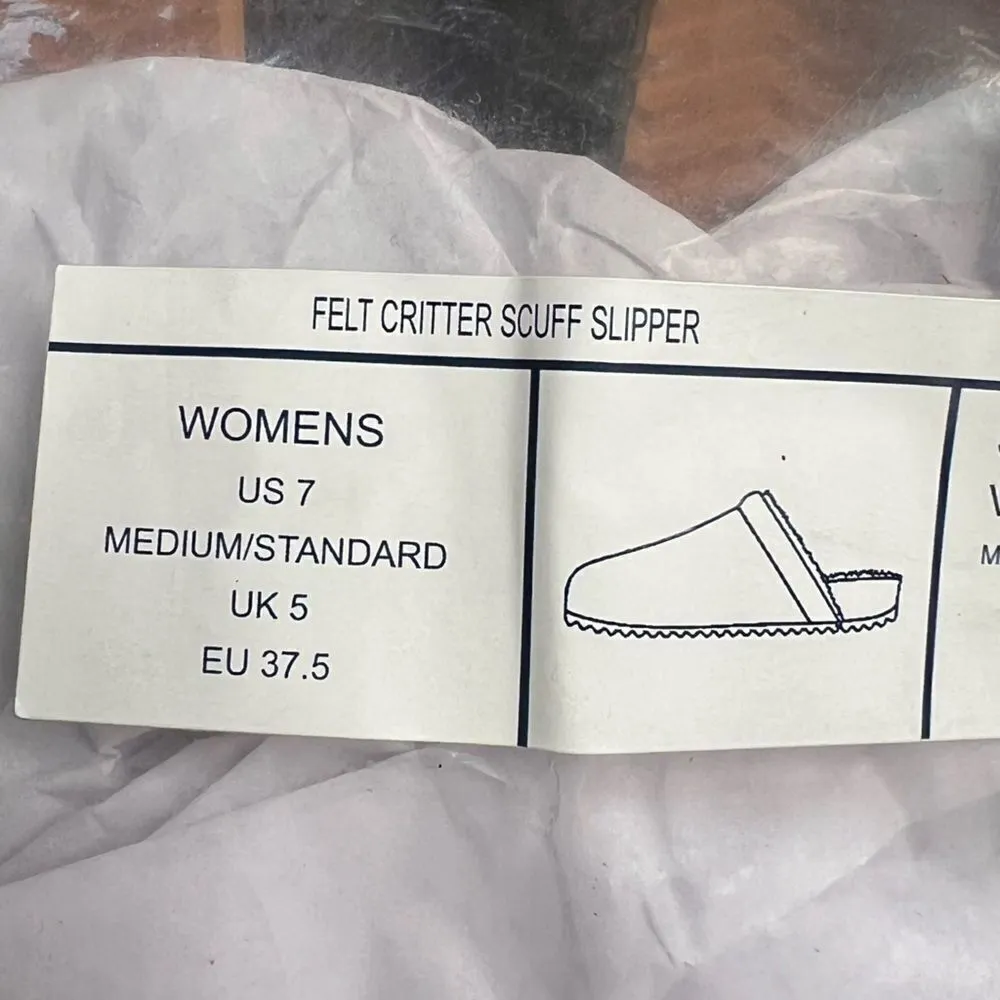 FELT CRITTER SCUFF SLIPPER
WOMENS
US 7
MEDIUM/STANDARD
UK 5
EU 37.5